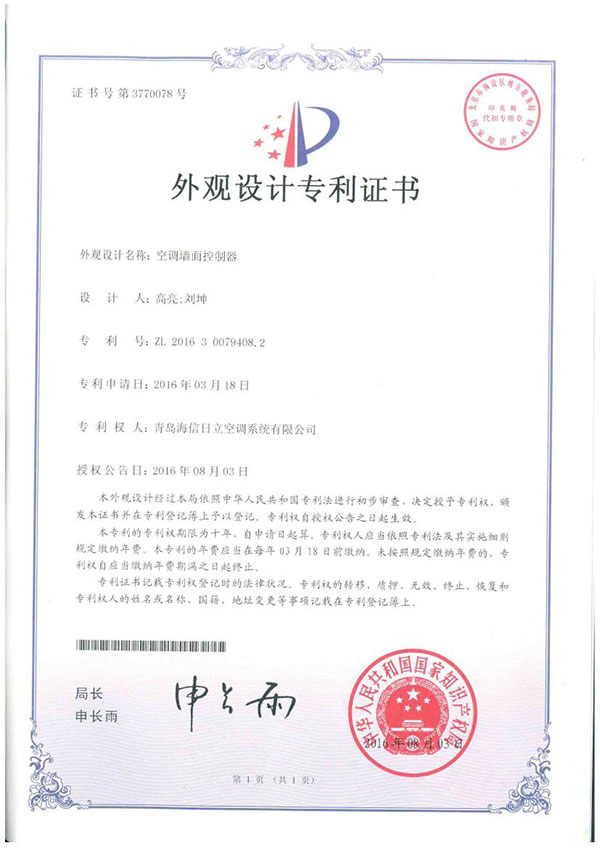 证书号第3770078号
北京市海淀区地方税务局
印花税
代扣专用章
国家知识产权局
外观设计专利证书
外观设计名称：空调墙面控制器
设计人：高亮;刘坤
专利号：ZL 2016 3 0079408.2
专利申请日：2016年03月18日
专利权人：青岛海信日立空调系统有限公司
授权公告日：2016年08月03日
本外观设计经过本局依照中华人民共和国专利法进行初步审查，决定授予专利权，颁
发本证书并在专利登记簿上予以登记。专利权自授权公告之日起生效。
本专利的专利权期限为十年，自申请日起算。专利权人应当依照专利法及其实施细则
规定缴纳年费。本专利的年费应当在每年03月18日前缴纳。未按照规定缴纳年费的，专
利权自应当缴纳年费期满之日起终止。
专利证书记载专利权登记时的法律状况。专利权的转移、质押、无效、终止、恢复和
专利权人的姓名或名称、国籍、地址变更等事项记载在专利登记簿上。
局长
申长雨
申长雨
中华人民共和国国家知识产权局
2016年08月03日
第1页（共1页）